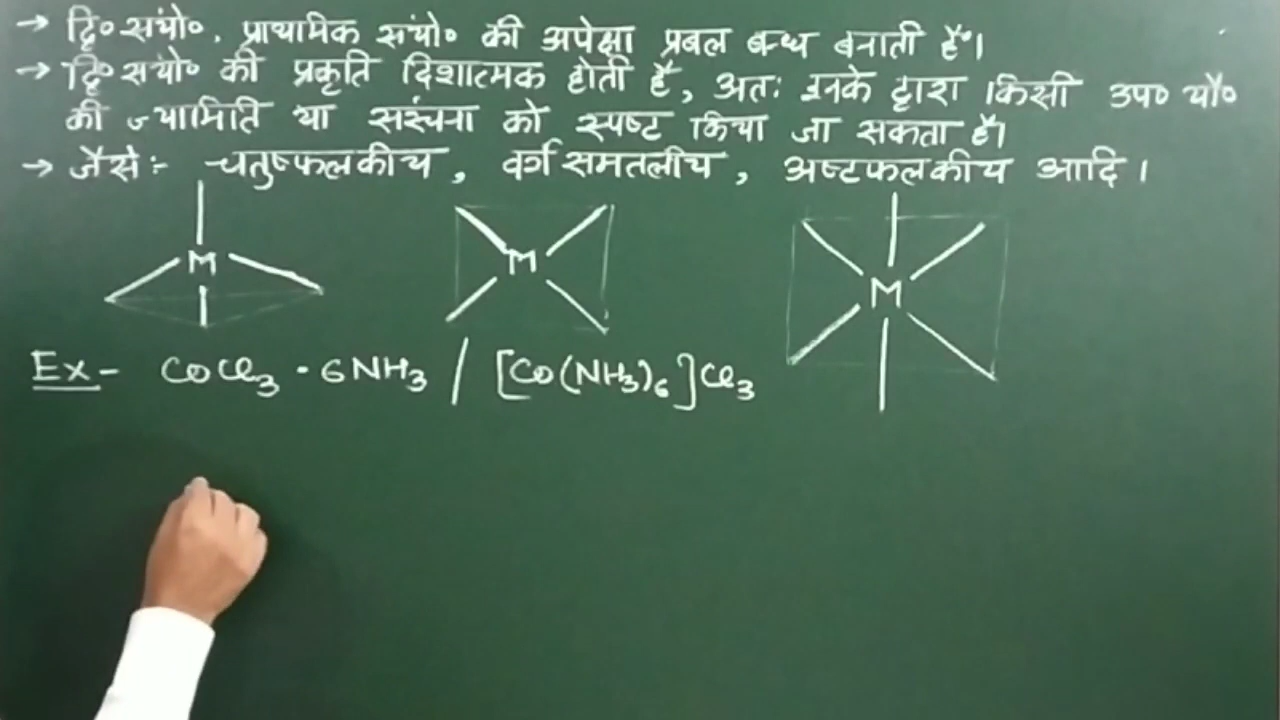 → द्वि० संयो०, प्राथमिक संयो० की अपेक्षा प्रबल बन्ध बनाती हैं।
→ द्वि० संयो० की प्रकृति दिशात्मक होती है, अतः इनके द्वारा किसी उप० यौ०
की ज्यामिति या संरचना को स्पष्ट किया जा सकता है।
→ जैसे:- चतुष्फलकीय, वर्ग समतलीय, अष्टफलकीय आदि।
M M M
Ex- CoCl₃ · 6NH₃ / [Co(NH₃)₆]Cl₃